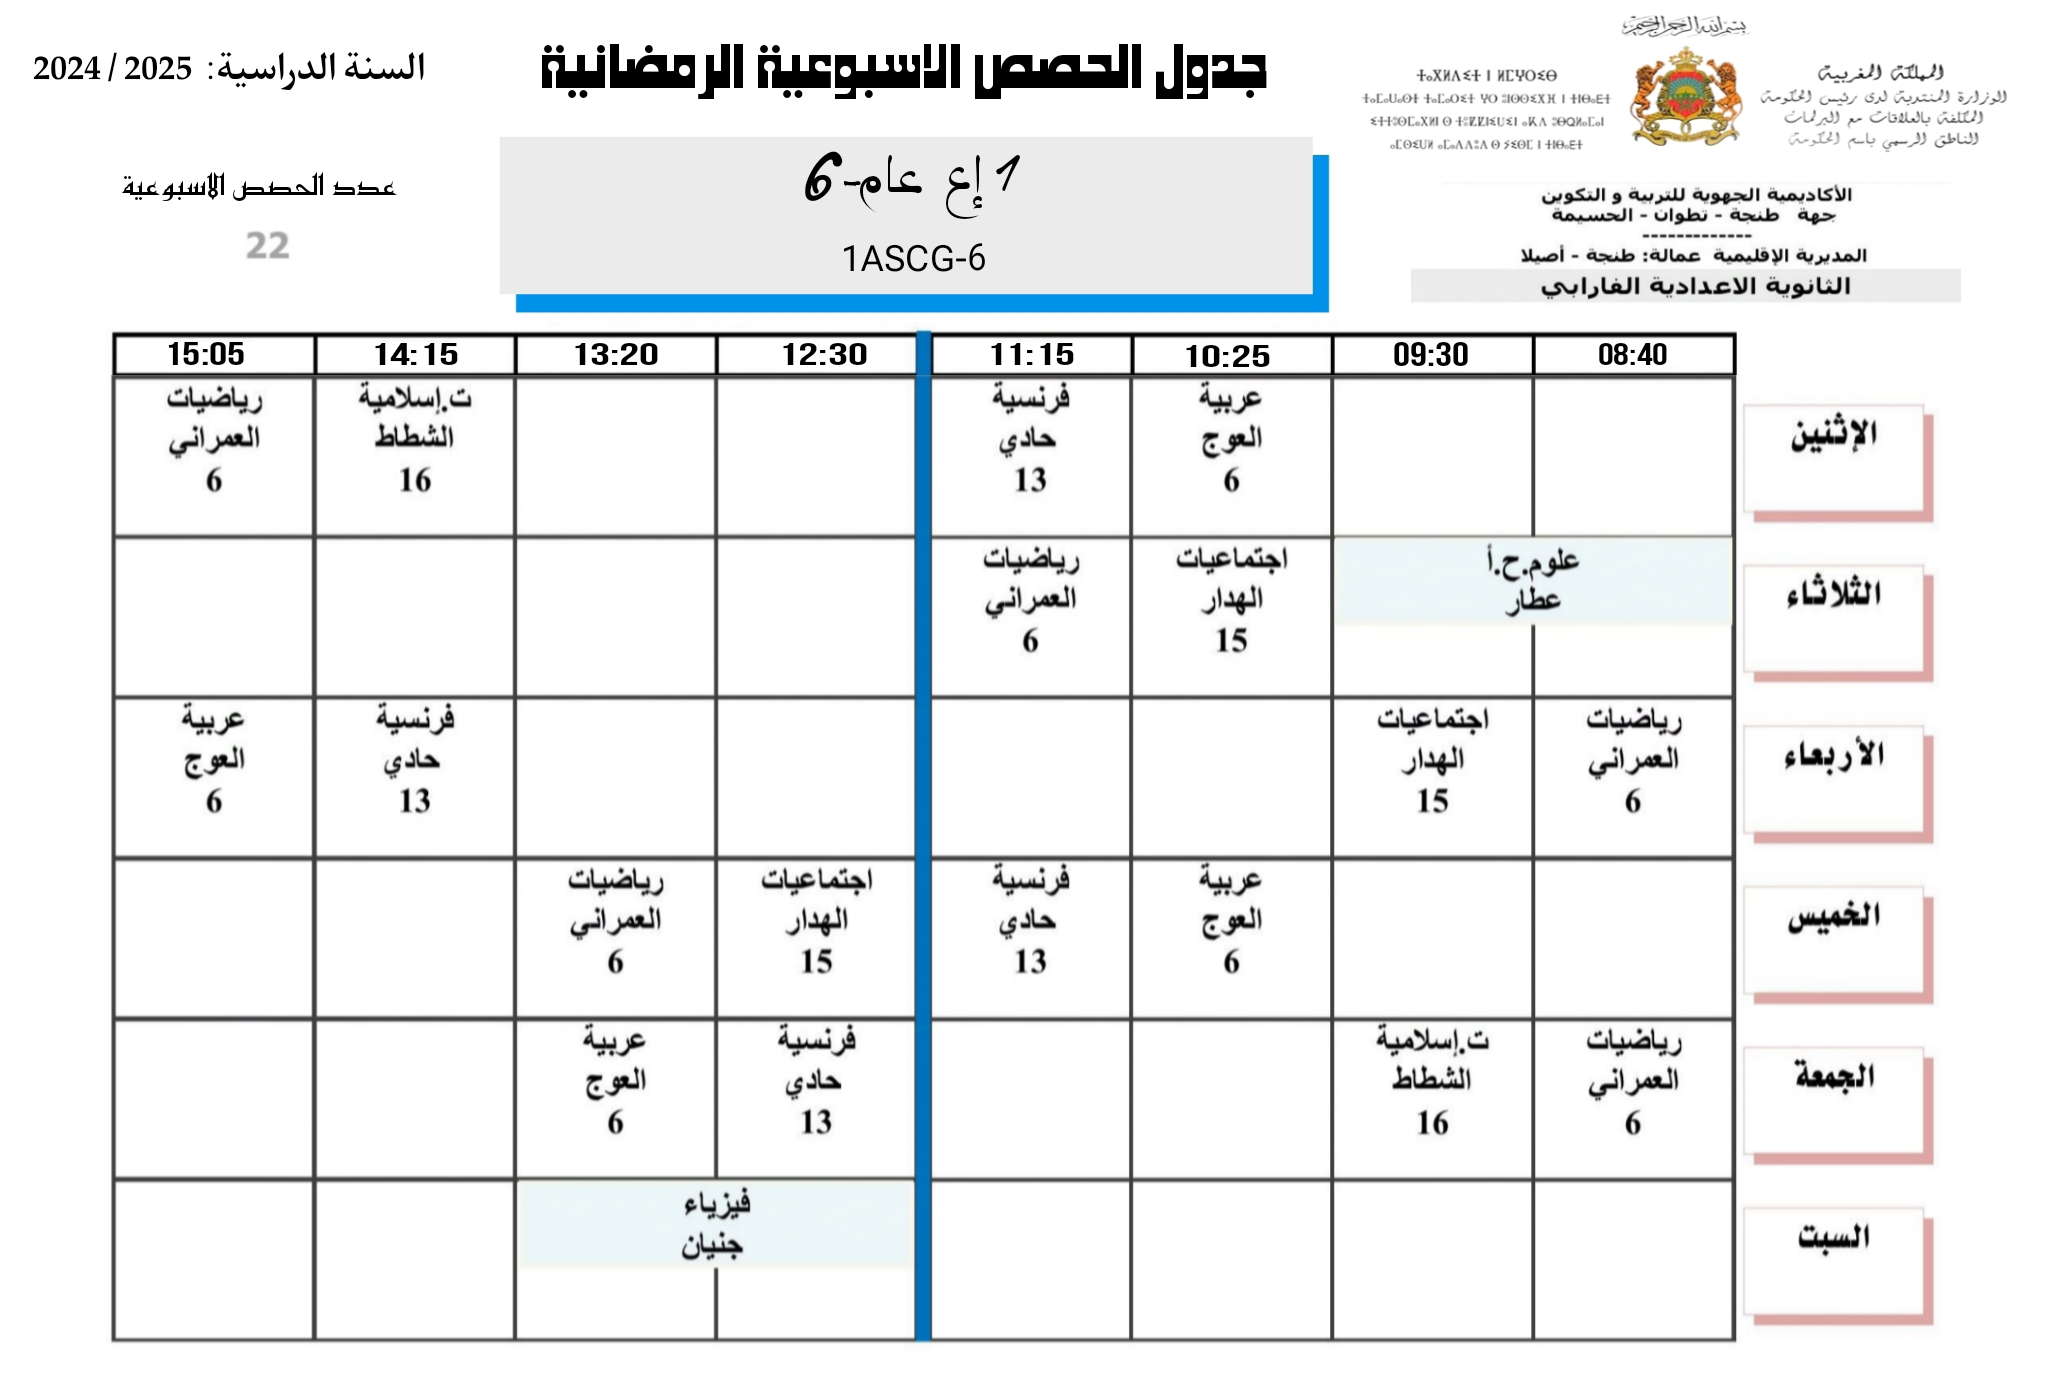 بسم الله الرحمن الرحيم
المملكة المغربية
الوزارة المنتدبة لدى رئيس الحكومة
المكلفة بالعلاقات مع البرلمان
الناطق الرسمي باسم الحكومة
ⵜⴰⴳⵍⴷⵉⵜ ⵏ ⵍⵎⵖⵔⵉⴱ
الأكاديمية الجهوية للتربية و التكوين
جهة طنجة - تطوان - الحسيمة
-------------
المديرية الإقليمية عمالة: طنجة - أصيلا
الثانوية الاعدادية الفارابي
جدول الحصص الاسبوعية الرمضانية
1 إع عام-6
1ASCG-6
السنة الدراسية: 2025 / 2024
عدد الحصص الاسبوعية
22
08:40 09:30 10:25 11:15 12:30 13:20 14:15 15:05
الإثنين
عربية فرنسية ت.إسلامية رياضيات
العوج حادي الشطاط العمراني
6 13 16 6
الثلاثاء
علوم.ح.أ اجتماعيات رياضيات
عطار الهدار العمراني
15 6
الأربعاء
رياضيات اجتماعيات فرنسية عربية
العمراني الهدار حادي العوج
6 15 13 6
الخميس
عربية فرنسية اجتماعيات رياضيات
العوج حادي الهدار العمراني
6 13 15 6
الجمعة
رياضيات ت.إسلامية فرنسية عربية
العمراني الشطاط حادي العوج
6 16 13 6
السبت
فيزياء
جنيان